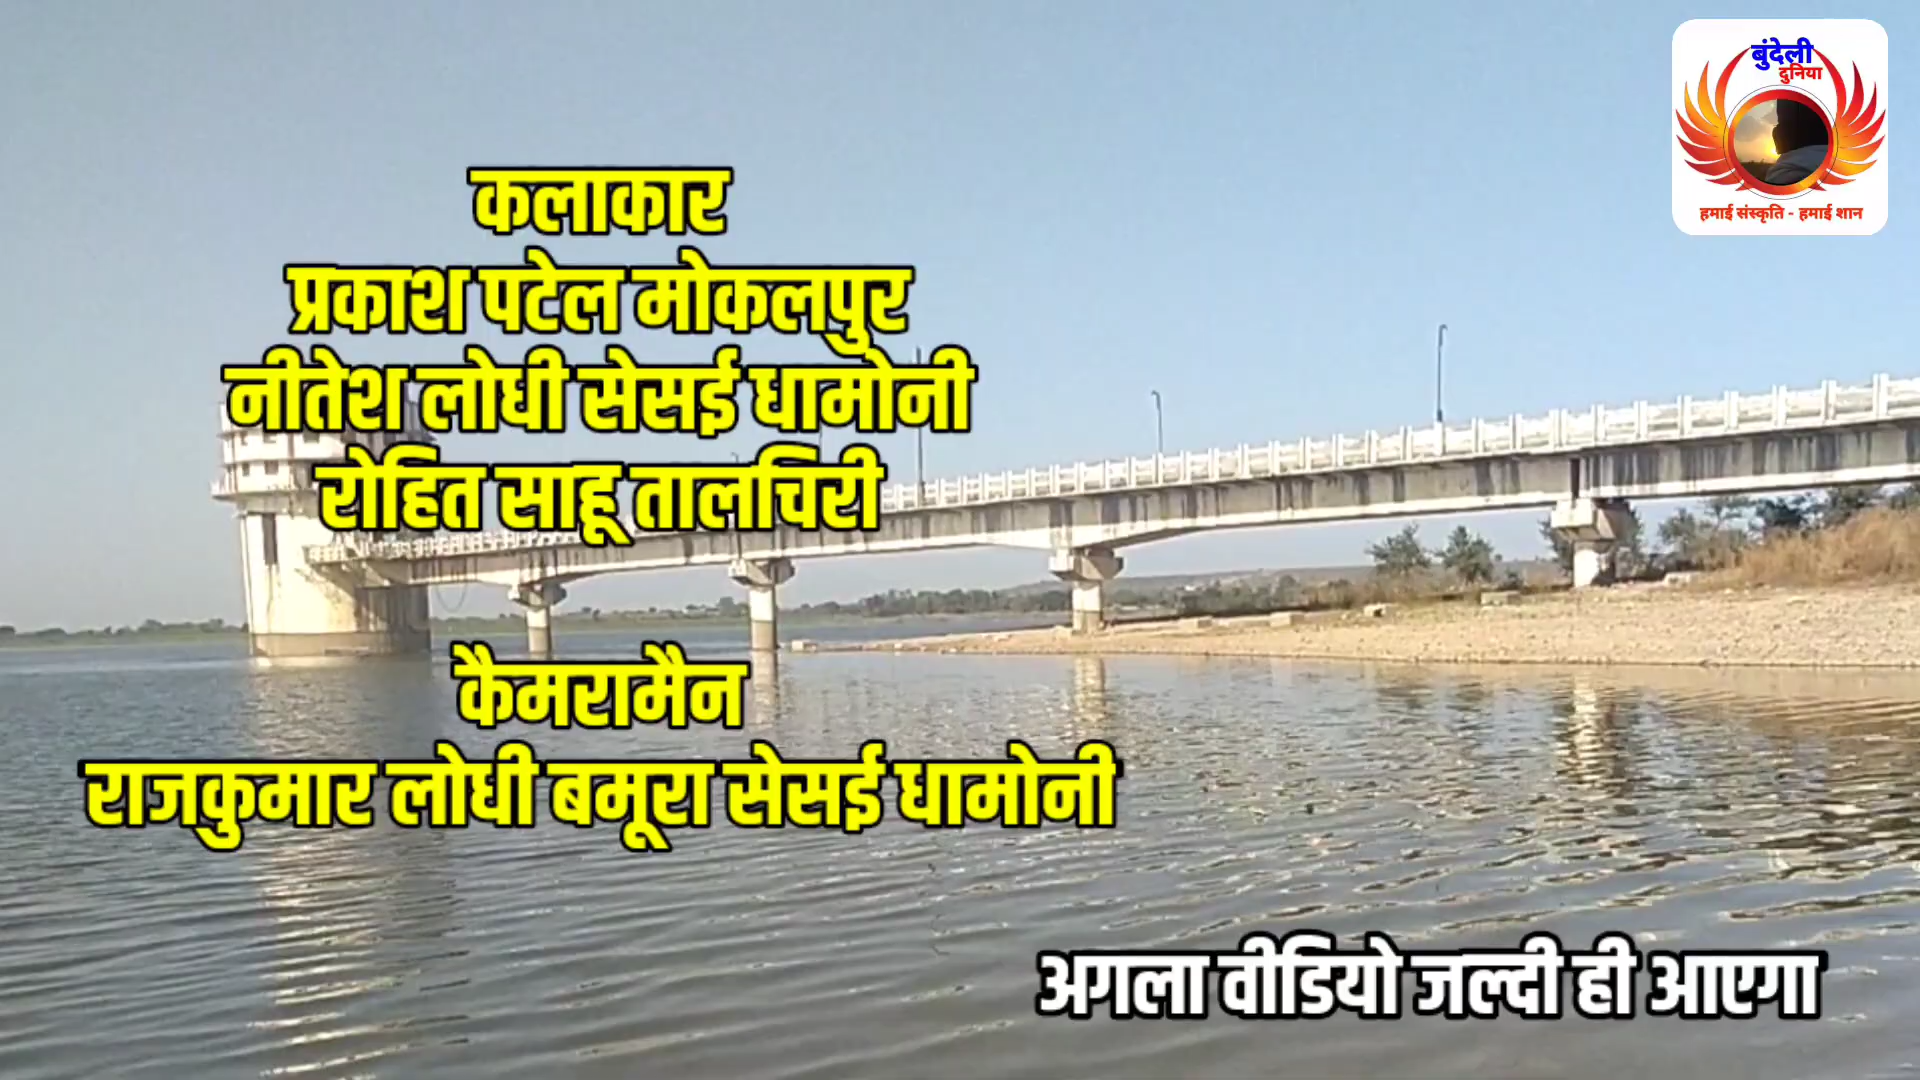 बुंदेली
दुनिया
हमाई संस्कृति - हमाई शान
कलाकार
प्रकाश पटेल मोकलपुर
नीतेश लोधी सेसई धामोनी
रोहित साहू तालचिरी
कैमरामैन
राजकुमार लोधी बमूरा सेसई धामोनी
अगला वीडियो जल्दी ही आएगा